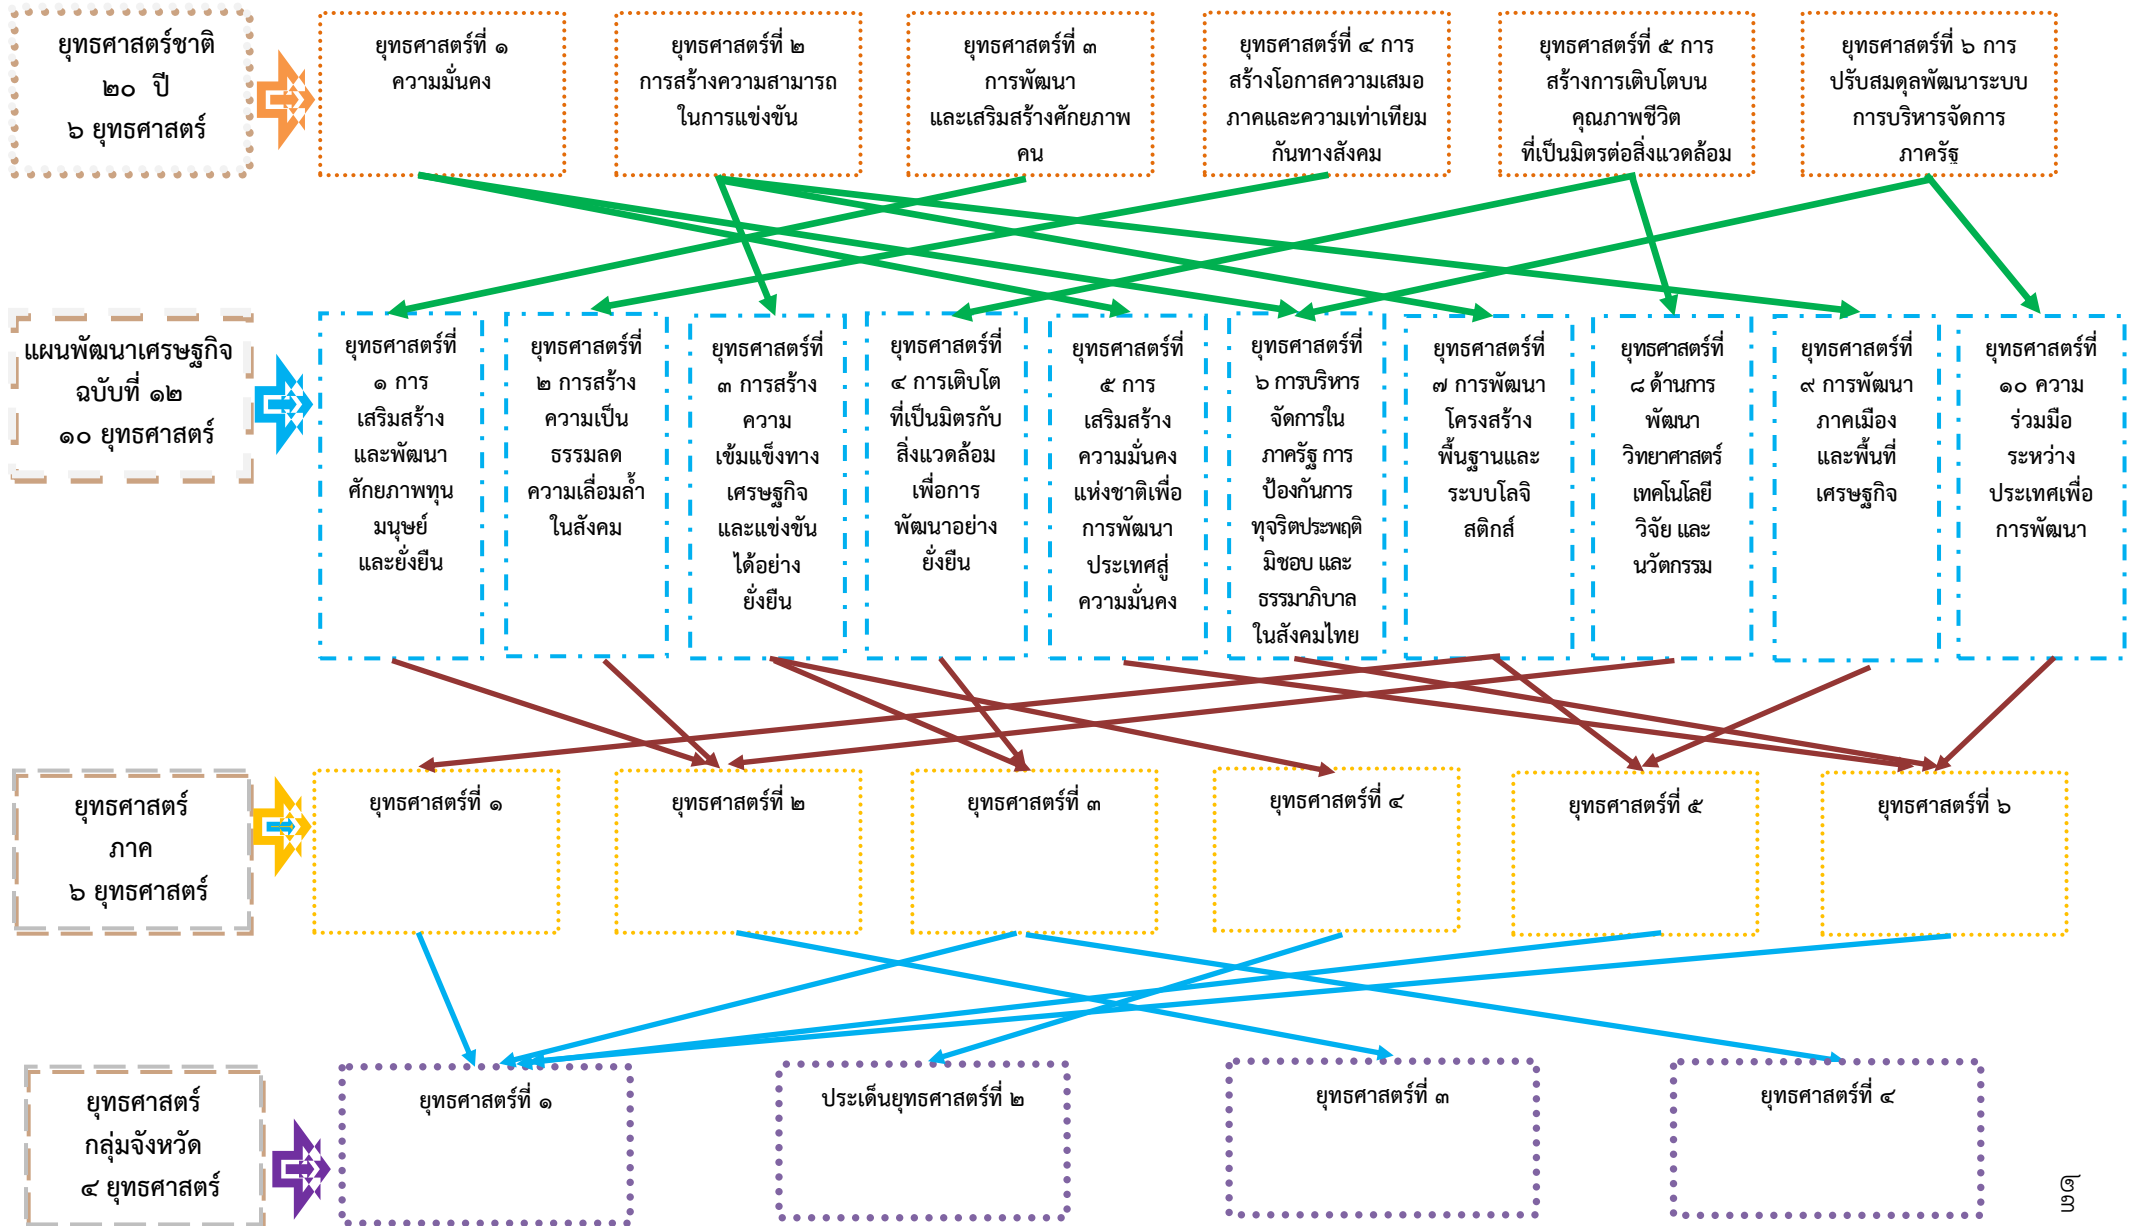 ยุทธศาสตร์ชาติ
๒๐ ปี
๖ ยุทธศาสตร์
ยุทธศาสตร์ที่ ๑
ความมั่นคง
ยุทธศาสตร์ที่ ๒
การสร้างความสามารถ
ในการแข่งขัน
ยุทธศาสตร์ที่ ๓
การพัฒนา
และเสริมสร้างศักยภาพ
คน
ยุทธศาสตร์ที่ ๔ การ
สร้างโอกาสความเสมอ
ภาคและความเท่าเทียม
กันทางสังคม
ยุทธศาสตร์ที่ ๕ การ
สร้างการเติบโตบน
คุณภาพชีวิต
ที่เป็นมิตรต่อสิ่งแวดล้อม
ยุทธศาสตร์ที่ ๖ การ
ปรับสมดุลพัฒนาระบบ
การบริหารจัดการ
ภาครัฐ
แผนพัฒนาเศรษฐกิจ
ฉบับที่ ๑๒
๑๐ ยุทธศาสตร์
ยุทธศาสตร์ที่
๑ การ
เสริมสร้าง
และพัฒนา
ศักยภาพทุน
มนุษย์
และยั่งยืน
ยุทธศาสตร์ที่
๒ การสร้าง
ความเป็น
ธรรมลด
ความเลื่อมล้ำ
ในสังคม
ยุทธศาสตร์ที่
๓ การสร้าง
ความ
เข้มแข็งทาง
เศรษฐกิจ
และแข่งขัน
ได้อย่าง
ยั่งยืน
ยุทธศาสตร์ที่
๔ การเติบโต
ที่เป็นมิตรกับ
สิ่งแวดล้อม
เพื่อการ
พัฒนาอย่าง
ยั่งยืน
ยุทธศาสตร์ที่
๕ การ
เสริมสร้าง
ความมั่นคง
แห่งชาติเพื่อ
การพัฒนา
ประเทศสู่
ความมั่นคง
ยุทธศาสตร์ที่
๖ การบริหาร
จัดการใน
ภาครัฐ การ
ป้องกันการ
ทุจริตประพฤติ
มิชอบ และ
ธรรมาภิบาล
ในสังคมไทย
ยุทธศาสตร์ที่
๗ การพัฒนา
โครงสร้าง
พื้นฐานและ
ระบบโลจิ
สติกส์
ยุทธศาสตร์ที่
๘ ด้านการ
พัฒนา
วิทยาศาสตร์
เทคโนโลยี
วิจัย และ
นวัตกรรม
ยุทธศาสตร์ที่
๙ การพัฒนา
ภาคเมือง
และพื้นที่
เศรษฐกิจ
ยุทธศาสตร์ที่
๑๐ ความ
ร่วมมือ
ระหว่าง
ประเทศเพื่อ
การพัฒนา
ยุทธศาสตร์
ภาค
๖ ยุทธศาสตร์
ยุทธศาสตร์ที่ ๑
ยุทธศาสตร์ที่ ๒
ยุทธศาสตร์ที่ ๓
ยุทธศาสตร์ที่ ๔
ยุทธศาสตร์ที่ ๕
ยุทธศาสตร์ที่ ๖
ยุทธศาสตร์
กลุ่มจังหวัด
๔ ยุทธศาสตร์
ยุทธศาสตร์ที่ ๑
ประเด็นยุทธศาสตร์ที่ ๒
ยุทธศาสตร์ที่ ๓
ยุทธศาสตร์ที่ ๔
๒๓